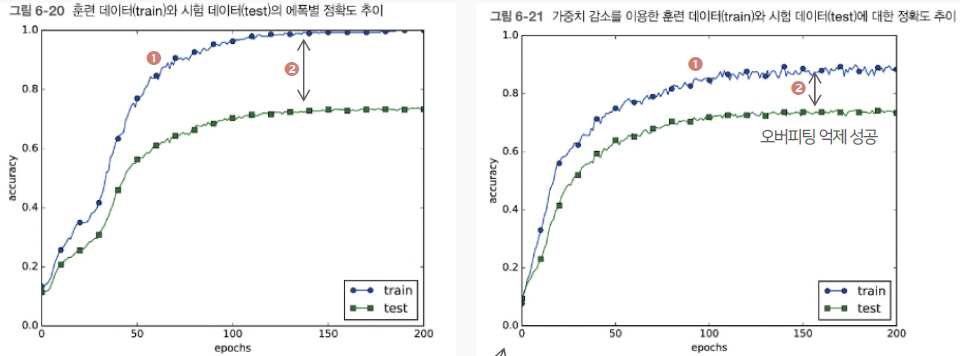 그림 6-20 훈련 데이터(train)와 시험 데이터(test)의 에폭별 정확도 추이
1.0
0.8
0.6
0.4
0.2
0.0
accuracy
1
2
train
test
0
50
100
150
200
epochs
그림 6-21 가중치 감소를 이용한 훈련 데이터(train)와 시험 데이터(test)에 대한 정확도 추이
1.0
0.8
0.6
0.4
0.2
0.0
accuracy
1
2
오버피팅 억제 성공
train
test
0
50
100
150
200
epochs